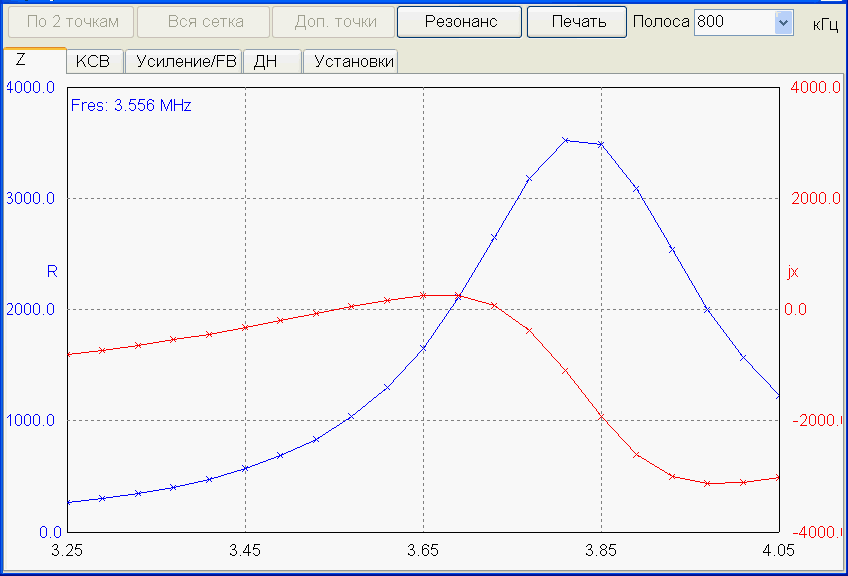 По 2 точкам Вся сетка Доп. точки Резонанс Печать Полоса 800 кГц
Z КСВ Усиление/FB ДН Установки
4000.0 4000.0
Fres: 3.556 MHz
3000.0 2000.0
R jx
2000.0 0.0
1000.0 -2000.0
0.0 -4000.0
3.25 3.45 3.65 3.85 4.05